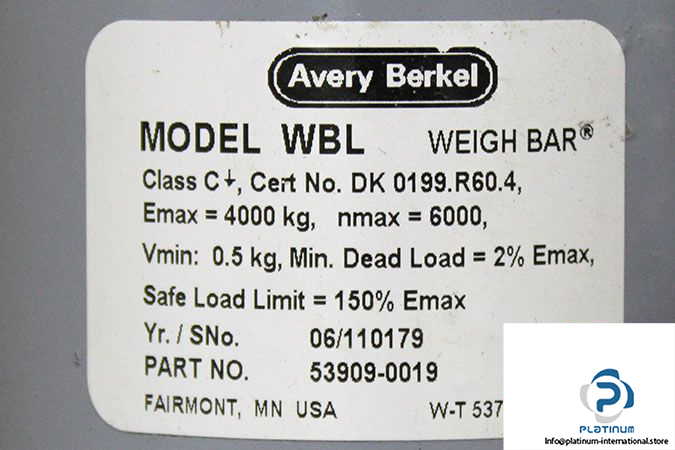 Avery Berkel
MODEL WBL WEIGH BAR®
Class C↓, Cert No. DK 0199.R60.4,
Emax = 4000 kg, nmax = 6000,
Vmin: 0.5 kg, Min. Dead Load = 2% Emax,
Safe Load Limit = 150% Emax
Yr. / SNo. 06/110179
PART NO. 53909-0019
FAIRMONT, MN USA W-T 537
PLATINUM
Info@platinum-international.store